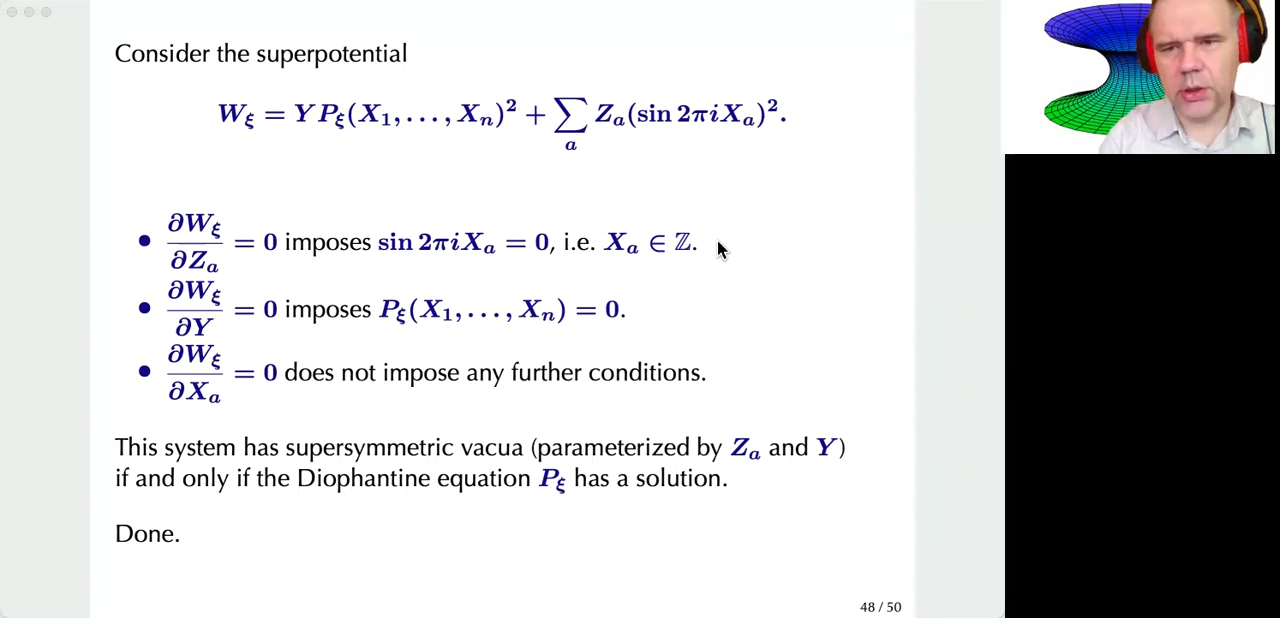 Consider the superpotential
W_ξ = Y P_ξ(X_1, . . . , X_n)^2 + ∑_a Z_a(sin 2πiX_a)^2.
• ∂W_ξ/∂Z_a = 0 imposes sin 2πiX_a = 0, i.e. X_a ∈ ℤ.
• ∂W_ξ/∂Y = 0 imposes P_ξ(X_1, . . . , X_n) = 0.
• ∂W_ξ/∂X_a = 0 does not impose any further conditions.
This system has supersymmetric vacua (parameterized by Z_a and Y)
if and only if the Diophantine equation P_ξ has a solution.
Done.
48 / 50